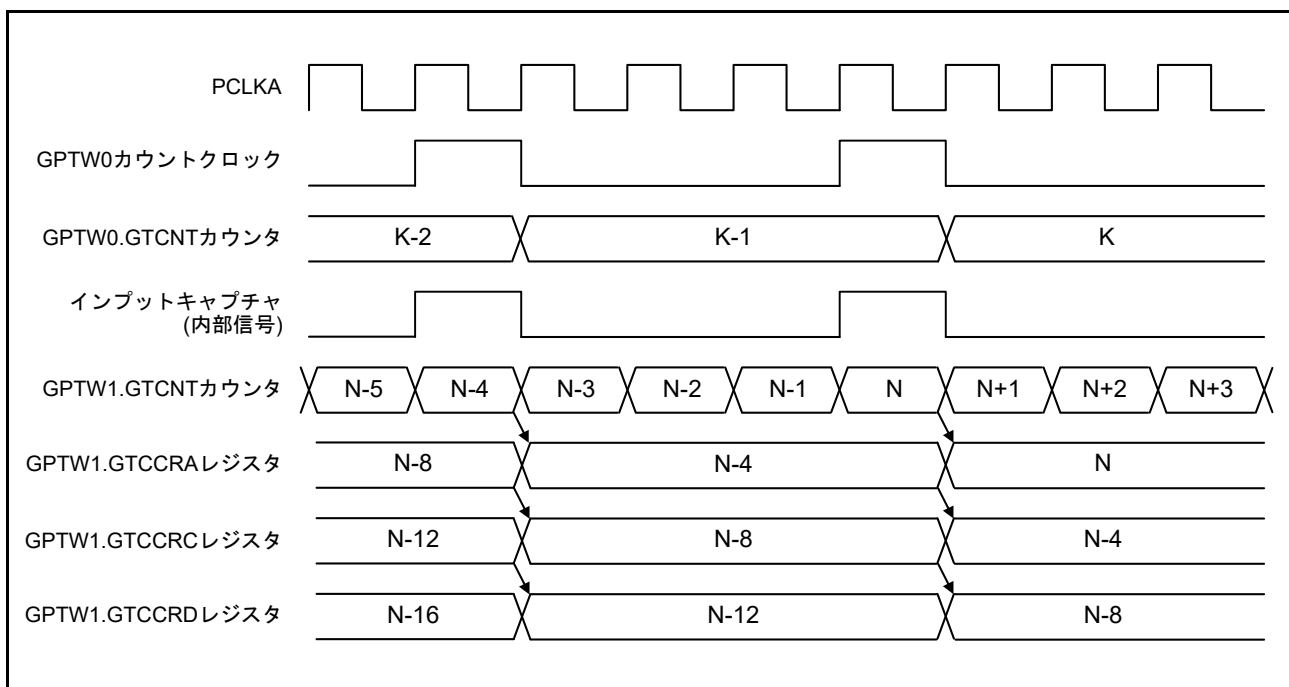 PCLKA
GPTW0カウントクロック
GPTW0.GTCNTカウンタ K-2 K-1 K
インプットキャプチャ
(内部信号)
GPTW1.GTCNTカウンタ N-5 N-4 N-3 N-2 N-1 N N+1 N+2 N+3
GPTW1.GTCCRAレジスタ N-8 N-4 N
GPTW1.GTCCRCレジスタ N-12 N-8 N-4
GPTW1.GTCCRDレジスタ N-16 N-12 N-8